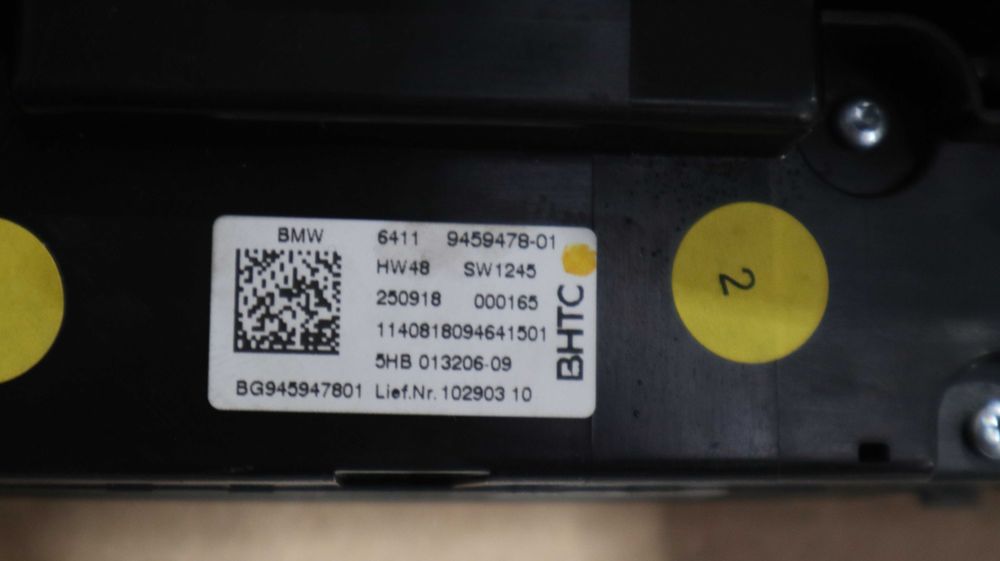 BMW 6411 9459478-01
HW48 SW1245
250918 000165
1140818094641501
5HB 013206-09
BG945947801 Lief.Nr. 102903 10
BHTC
2